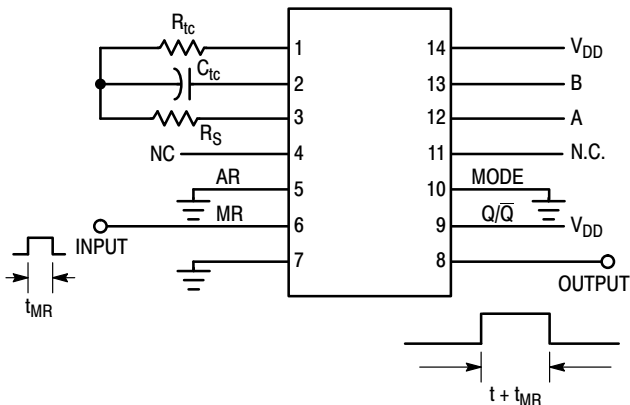 R_tc 1 14 V_DD
C_tc 2 13 B
3 12 A
R_S
NC 4 11 N.C.
AR 5 10 MODE
MR 6 9 Q/Q̅ V_DD
INPUT
7 8
OUTPUT
t_MR
t + t_MR